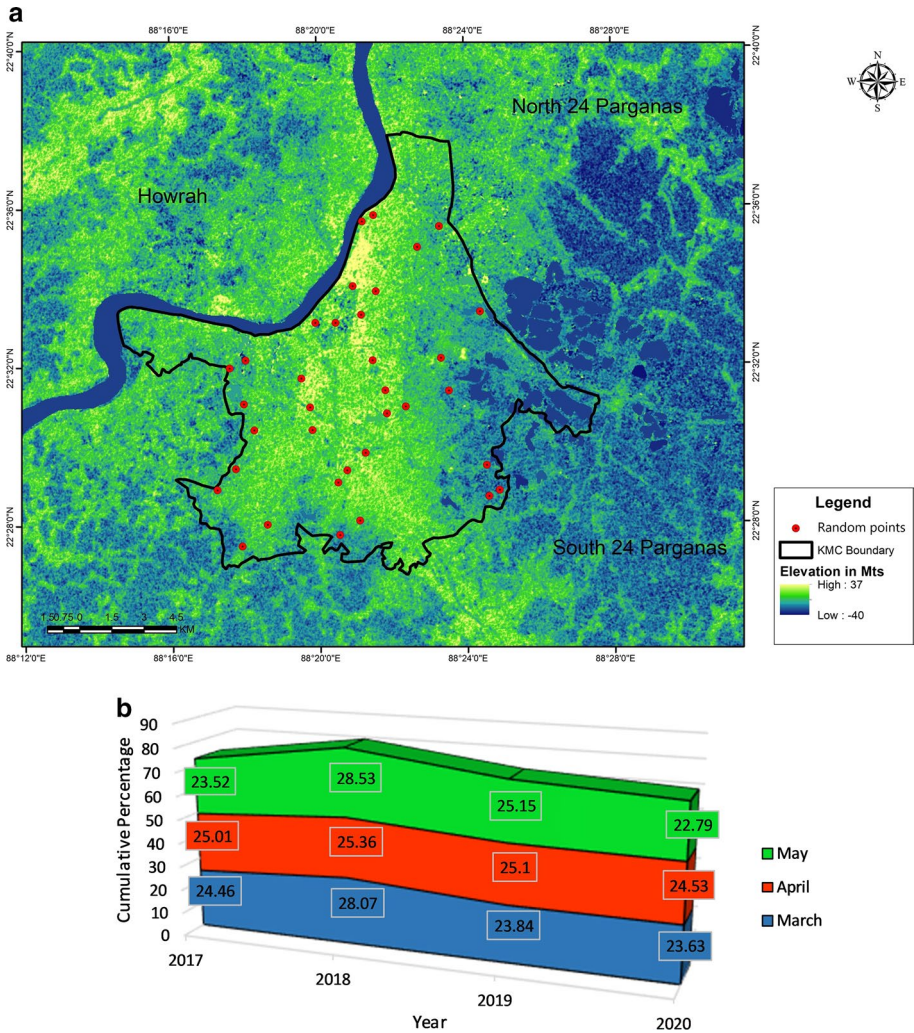 a
88°16'0"E 88°20'0"E 88°24'0"E 88°28'0"E
22°40'0"N 22°40'0"N
N
W E
S
North 24 Parganas
Howrah
22°36'0"N 22°36'0"N
22°32'0"N 22°32'0"N
22°28'0"N 22°28'0"N
South 24 Parganas
Legend
Random points
KMC Boundary
Elevation in Mts
High : 37
Low : -40
1.50.75 0 1.5 3 4.5
KM
88°12'0"E 88°16'0"E 88°20'0"E 88°24'0"E 88°28'0"E
b
Cumulative Percentage
90
80
70
60
50
40
30
20
10
0
23.52 28.53 25.15 22.79
25.01 25.36 25.1 24.53
24.46 28.07 23.84 23.63
May
April
March
2017 2018 2019 2020
Year